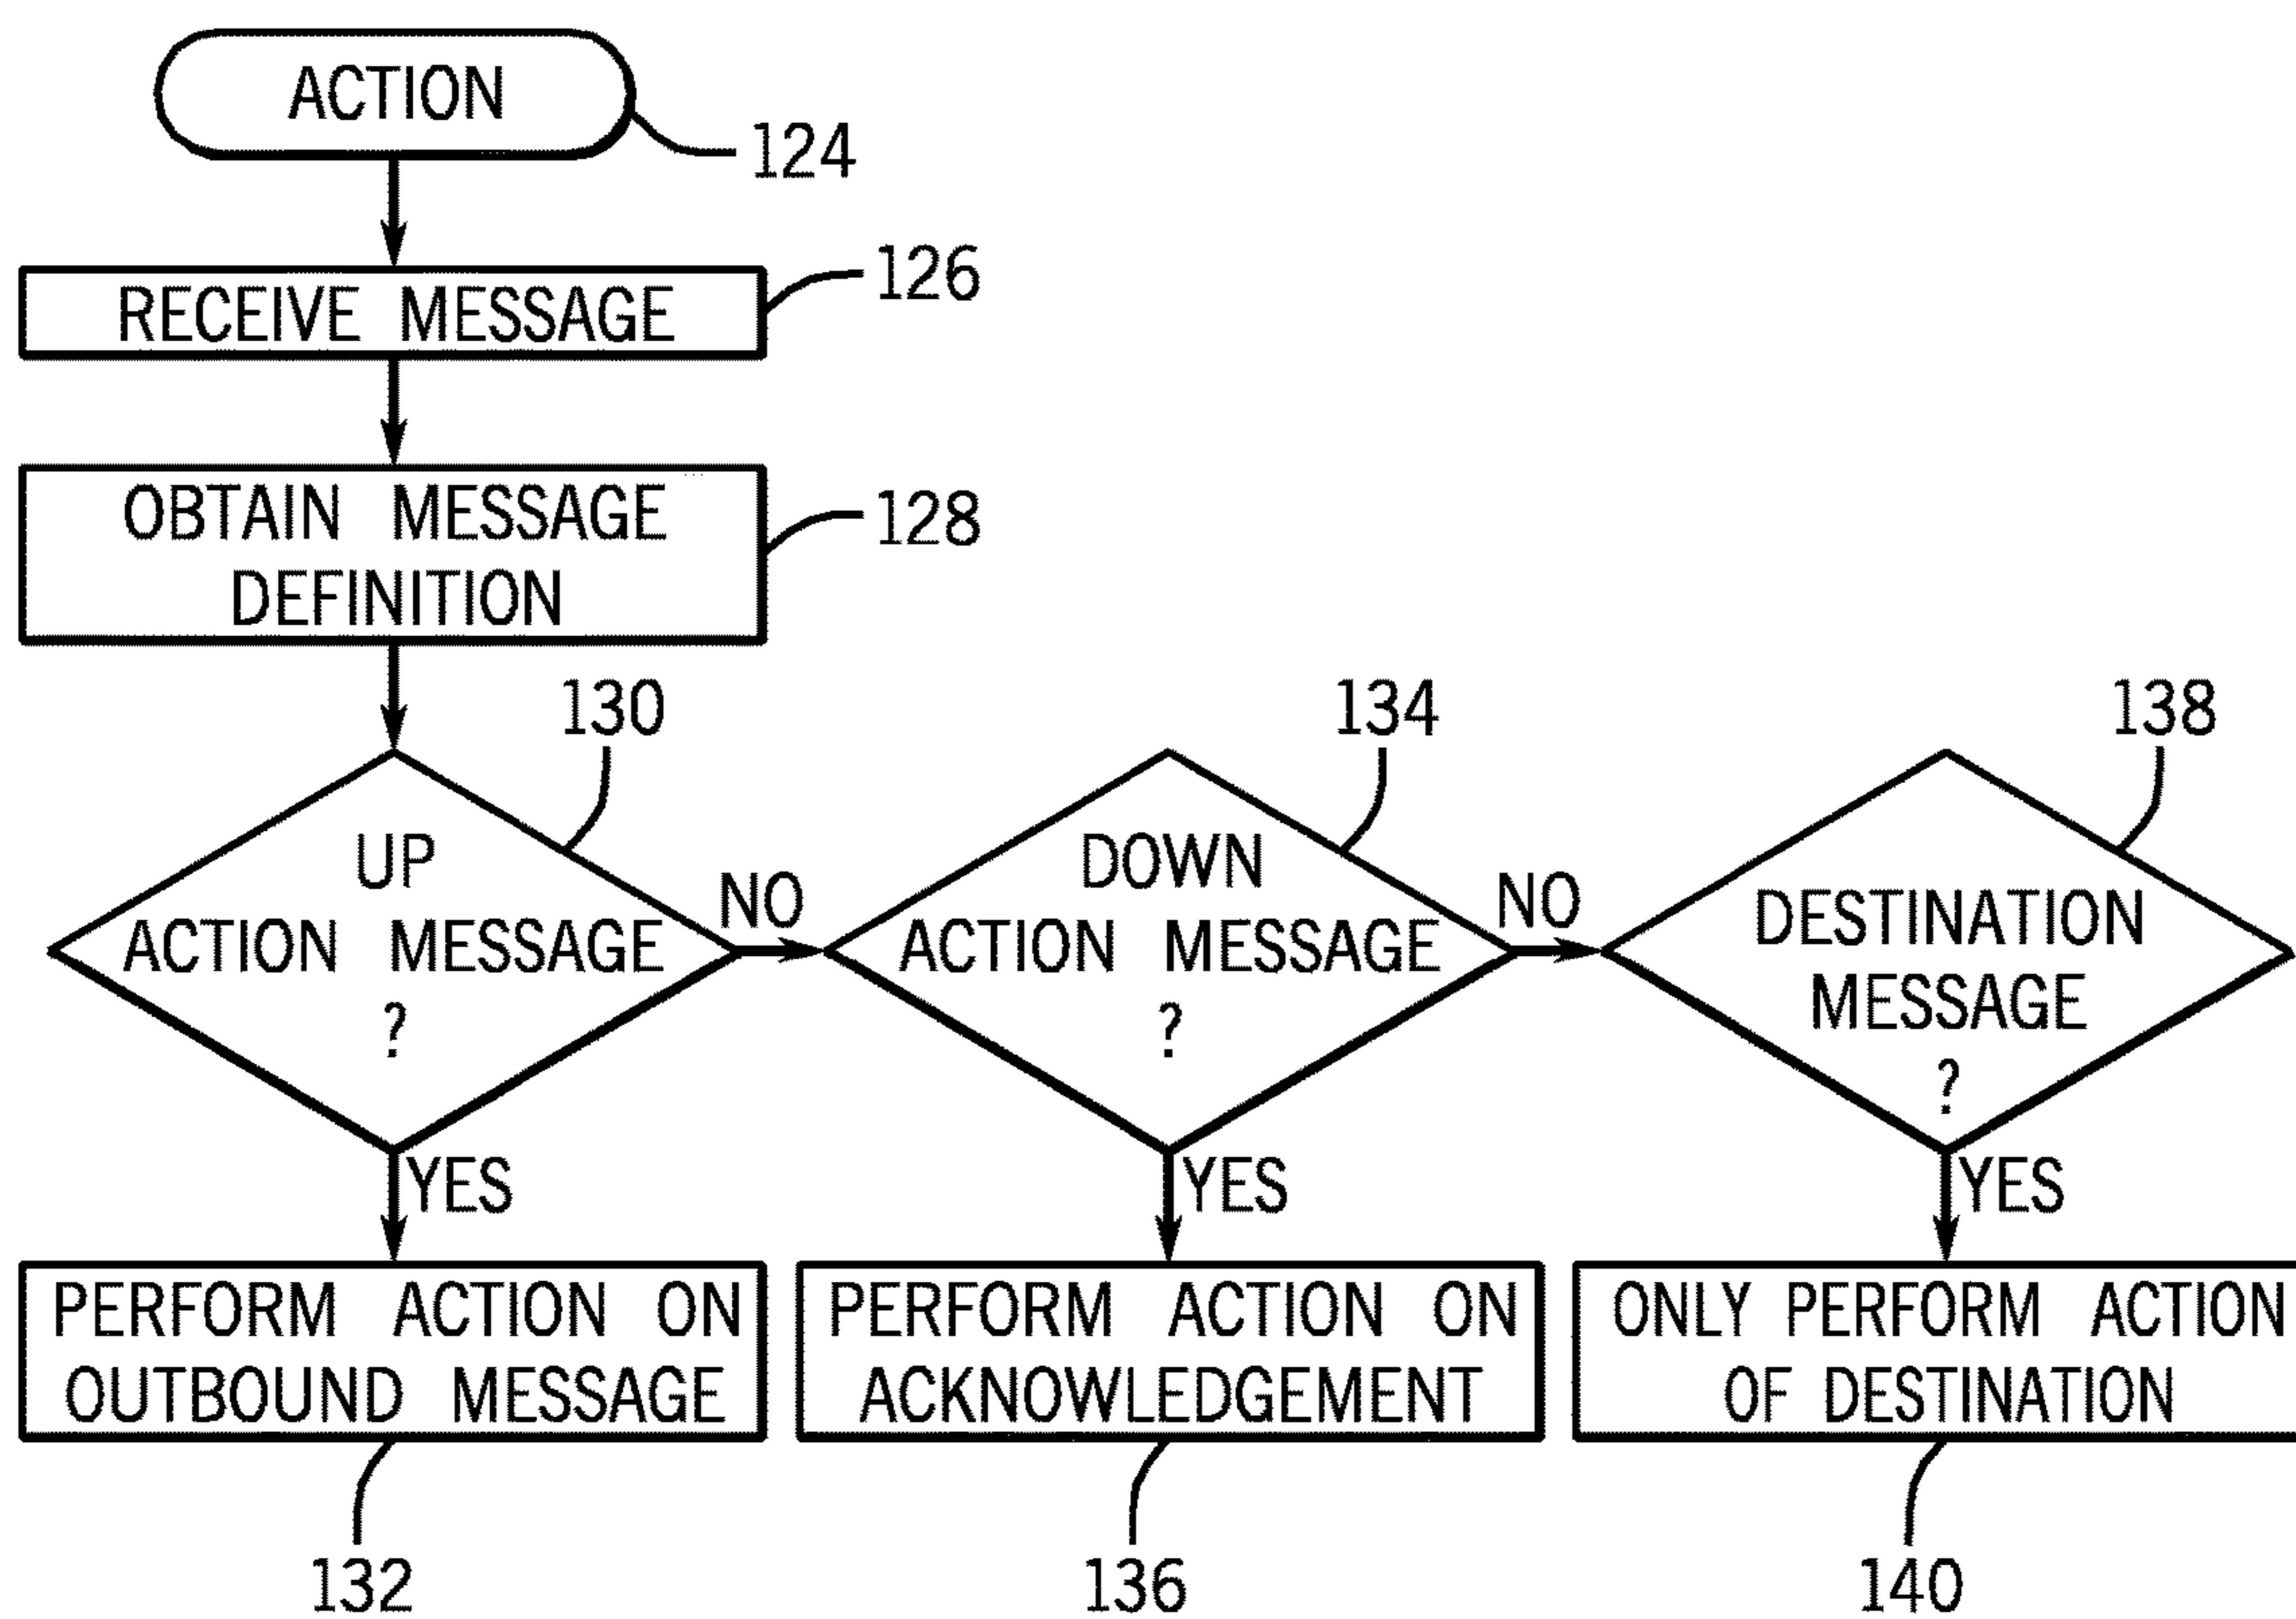 ACTION
124
RECEIVE MESSAGE
126
OBTAIN MESSAGE
DEFINITION
128
130
UP
ACTION MESSAGE
?
NO
134
DOWN
ACTION MESSAGE
?
NO
138
DESTINATION
MESSAGE
?
YES
YES
YES
PERFORM ACTION ON
OUTBOUND MESSAGE
132
PERFORM ACTION ON
ACKNOWLEDGEMENT
136
ONLY PERFORM ACTION
OF DESTINATION
140